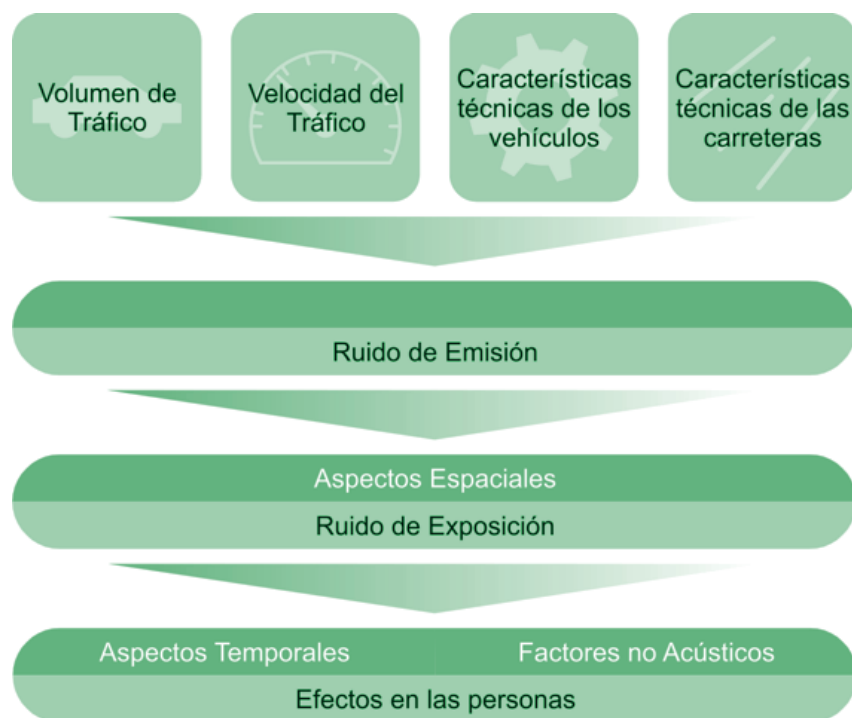 Volumen de
Tráfico
Velocidad del
Tráfico
Características
técnicas de los
vehículos
Características
técnicas de las
carreteras
Ruido de Emisión
Aspectos Espaciales
Ruido de Exposición
Aspectos Temporales
Factores no Acústicos
Efectos en las personas